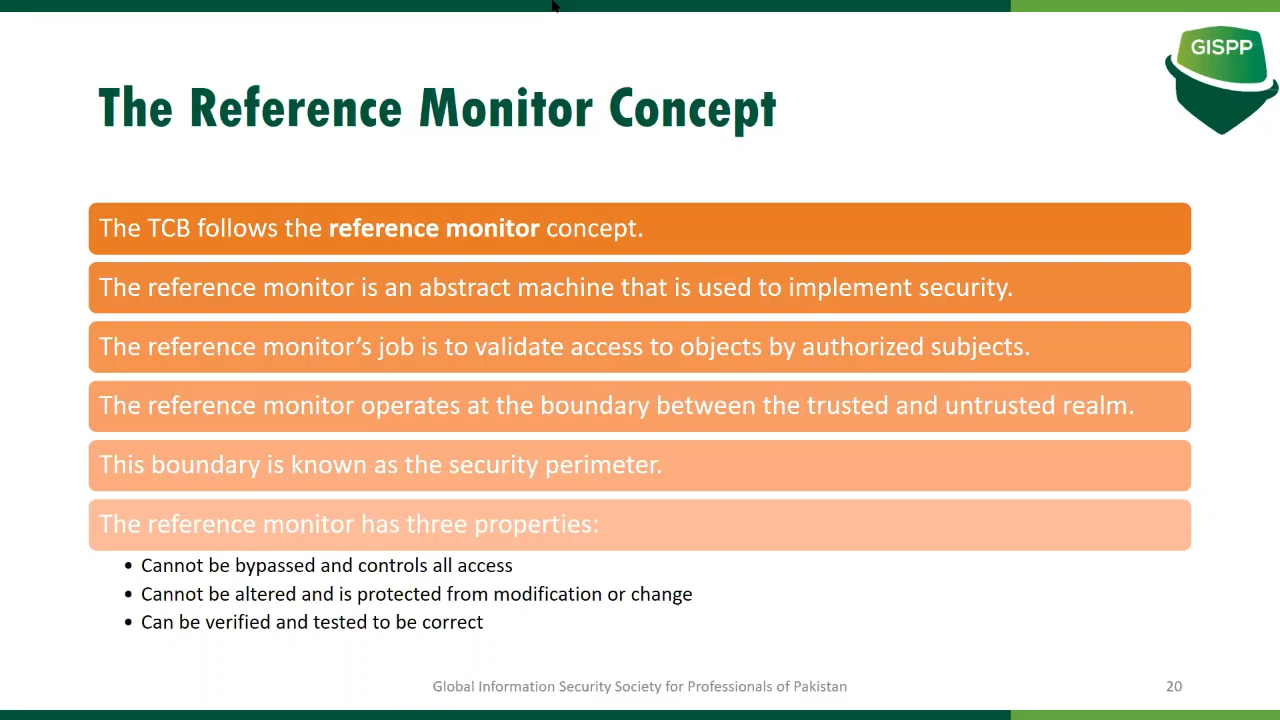 GISPP
The Reference Monitor Concept
The TCB follows the reference monitor concept.
The reference monitor is an abstract machine that is used to implement security.
The reference monitor’s job is to validate access to objects by authorized subjects.
The reference monitor operates at the boundary between the trusted and untrusted realm.
This boundary is known as the security perimeter.
The reference monitor has three properties:
• Cannot be bypassed and controls all access
• Cannot be altered and is protected from modification or change
• Can be verified and tested to be correct
Global Information Security Society for Professionals of Pakistan
20